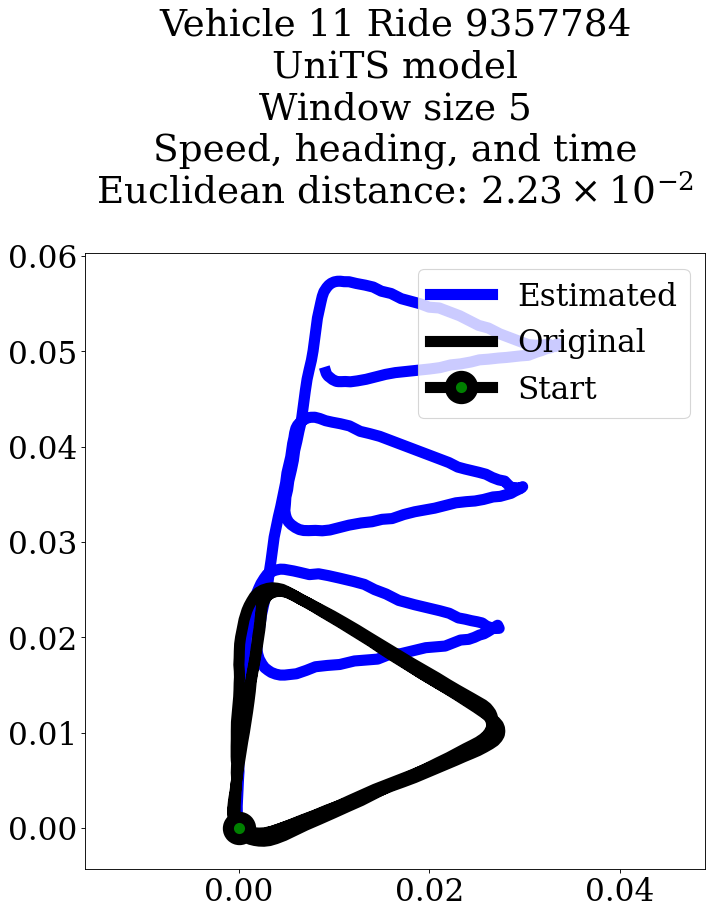 Vehicle 11 Ride 9357784
UniTS model
Window size 5
Speed, heading, and time
Euclidean distance: 2.23 × 10⁻²
0.06
0.05
0.04
0.03
0.02
0.01
0.00
Estimated
Original
Start
0.00 0.02 0.04